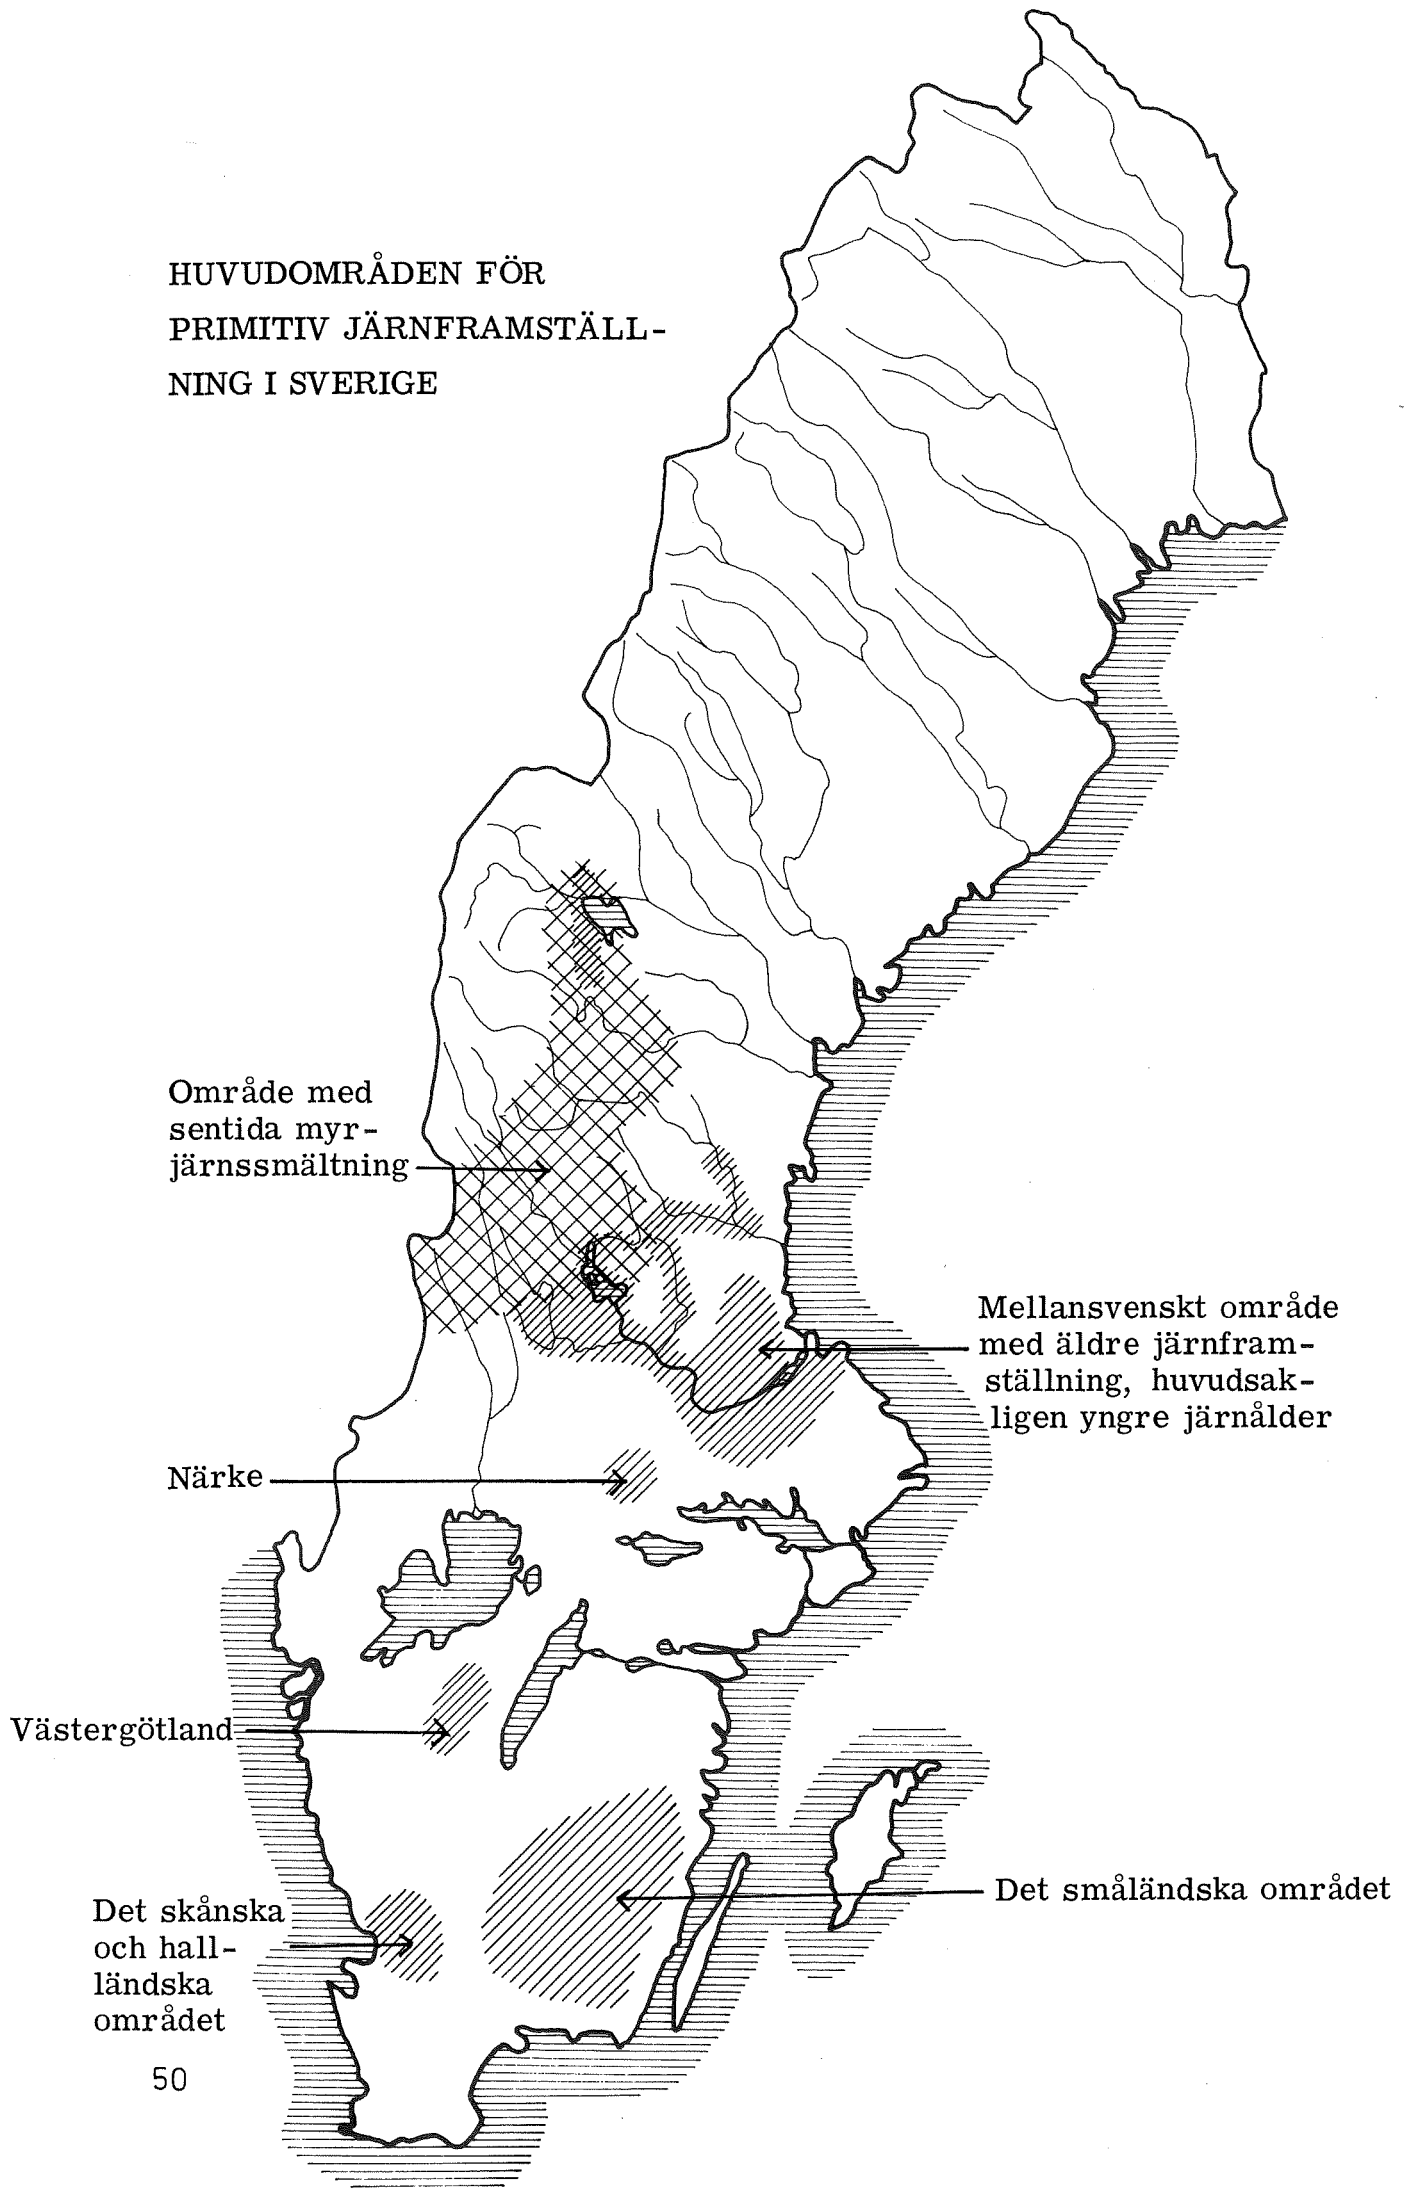 HUVUDOMRÅDEN FÖR
PRIMITIV JÄRNFRAMSTÄLL-
NING I SVERIGE
Område med
sentida myr-
järnssmältning
Mellansvenskt område
med äldre järnfram-
ställning, huvudsak-
ligen yngre järnålder
Närke
Västergötland
Det småländska området
Det skånska
och hall-
ländska
området
50